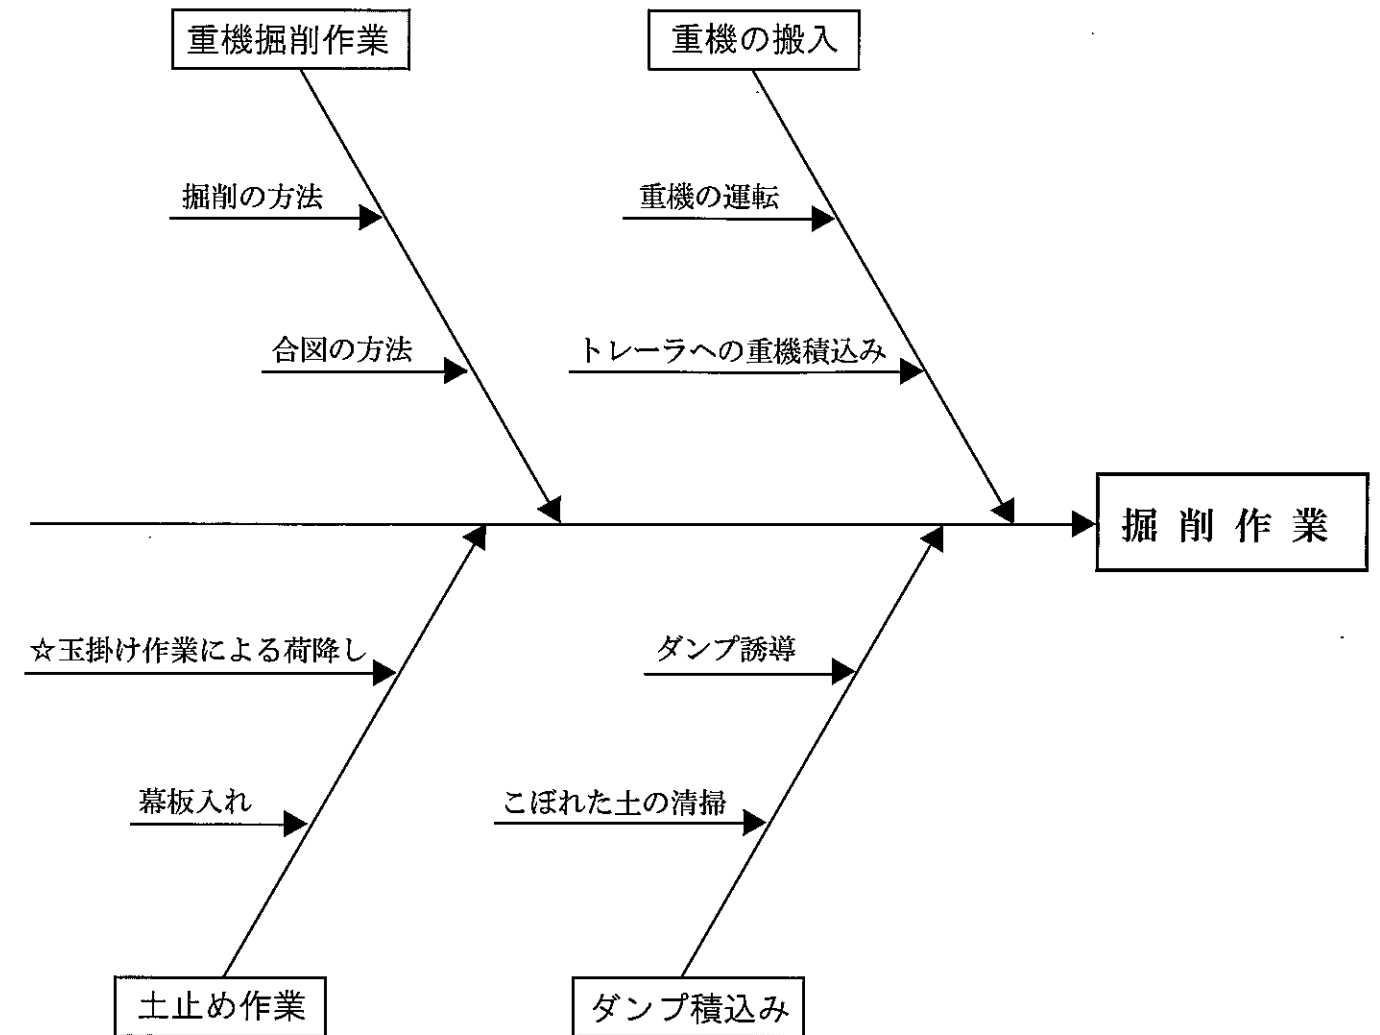 重機掘削作業
重機の搬入
掘削の方法
重機の運転
合図の方法
トレーラへの重機積込み
掘削作業
☆玉掛け作業による荷降し
ダンプ誘導
幕板入れ
こぼれた土の清掃
土止め作業
ダンプ積込み